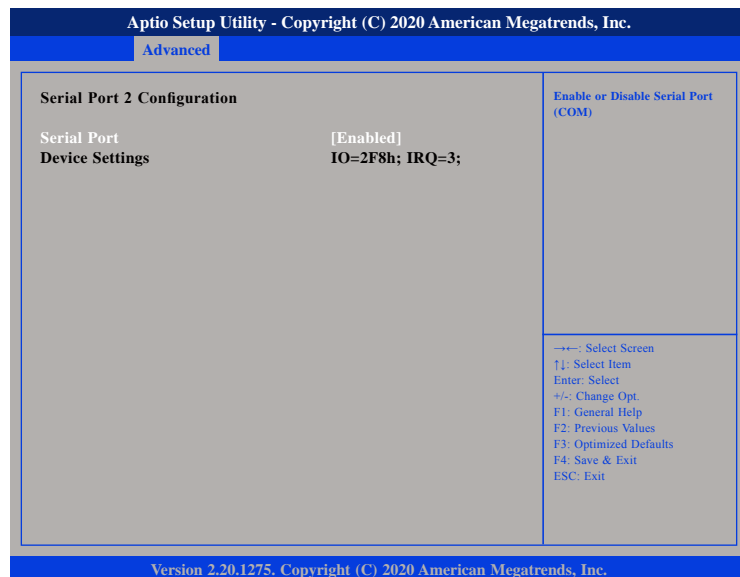 Aptio Setup Utility - Copyright (C) 2020 American Megatrends, Inc.
Advanced
Serial Port 2 Configuration
Serial Port [Enabled]
Device Settings IO=2F8h; IRQ=3;
Enable or Disable Serial Port
(COM)
→←: Select Screen
↑↓: Select Item
Enter: Select
+/-: Change Opt.
F1: General Help
F2: Previous Values
F3: Optimized Defaults
F4: Save & Exit
ESC: Exit
Version 2.20.1275. Copyright (C) 2020 American Megatrends, Inc.